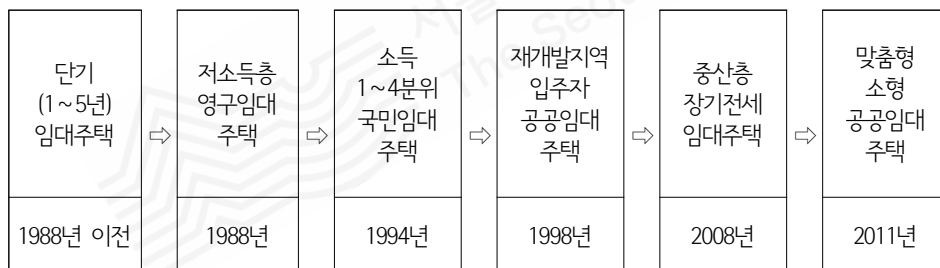 단기
(1~5년)
임대주택
⇨
저소득층
영구임대
주택
⇨
소득
1~4분위
국민임대
주택
⇨
재개발지역
입주자
공공임대
주택
⇨
중산층
장기전세
임대주택
⇨
맞춤형
소형
공공임대
주택
1988년 이전
1988년
1994년
1998년
2008년
2011년
서울
The Seou